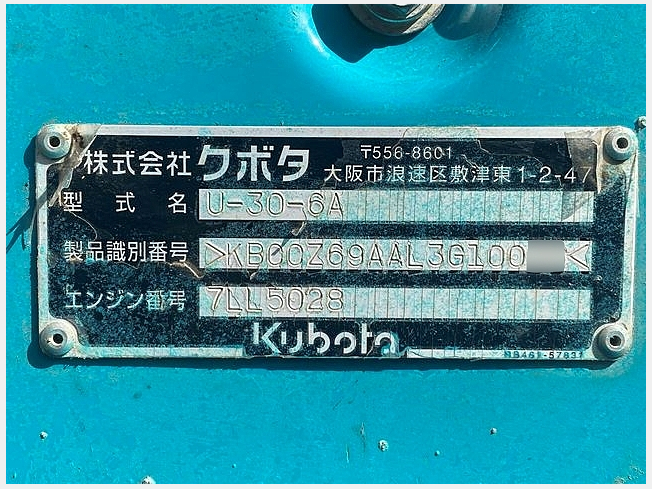 株式会社クボタ 〒556-8601
大阪市浪速区敷津東1-2-47
型式名 U-30-6A
製品識別番号 >KBCCZ69AAL3G100 <
エンジン番号 7LL5028
Kubota
RB461-57831